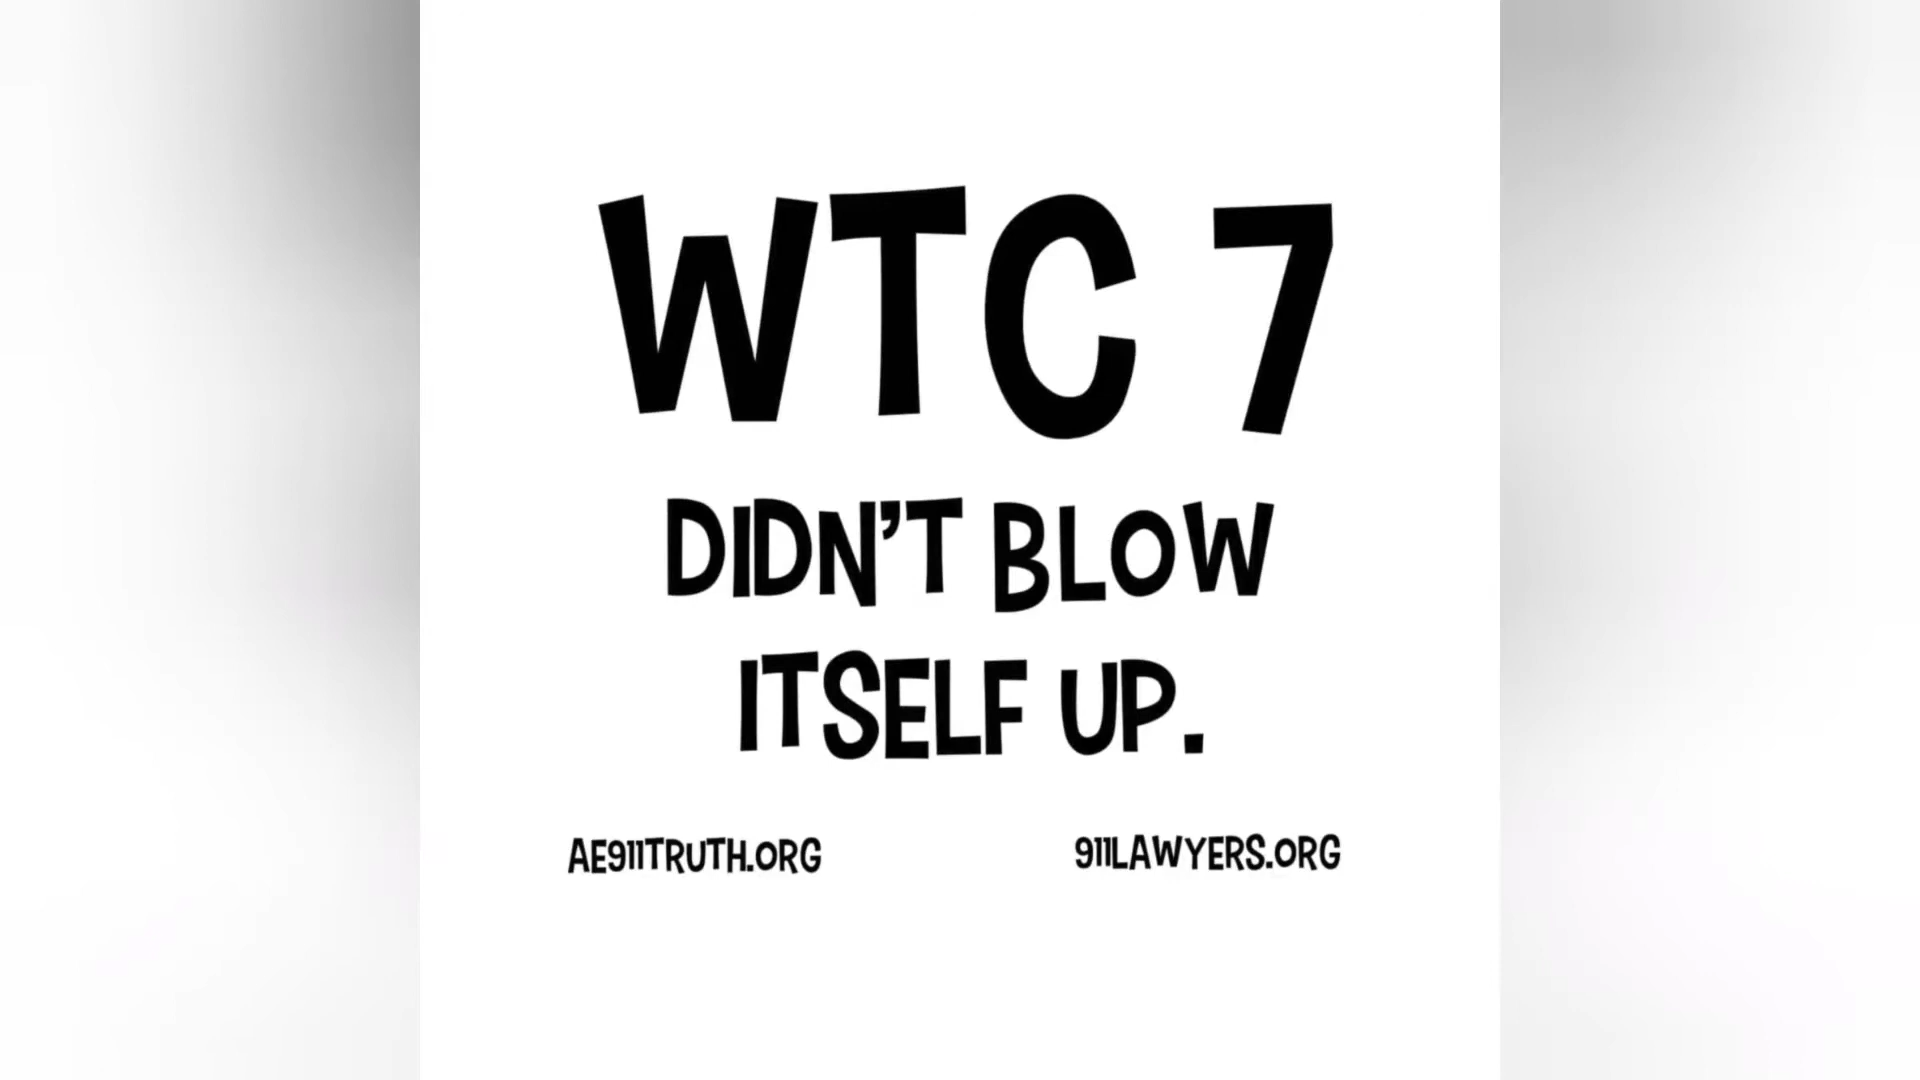 WTC 7
DIDN'T BLOW
ITSELF UP.
AE911TRUTH.ORG
911LAWYERS.ORG